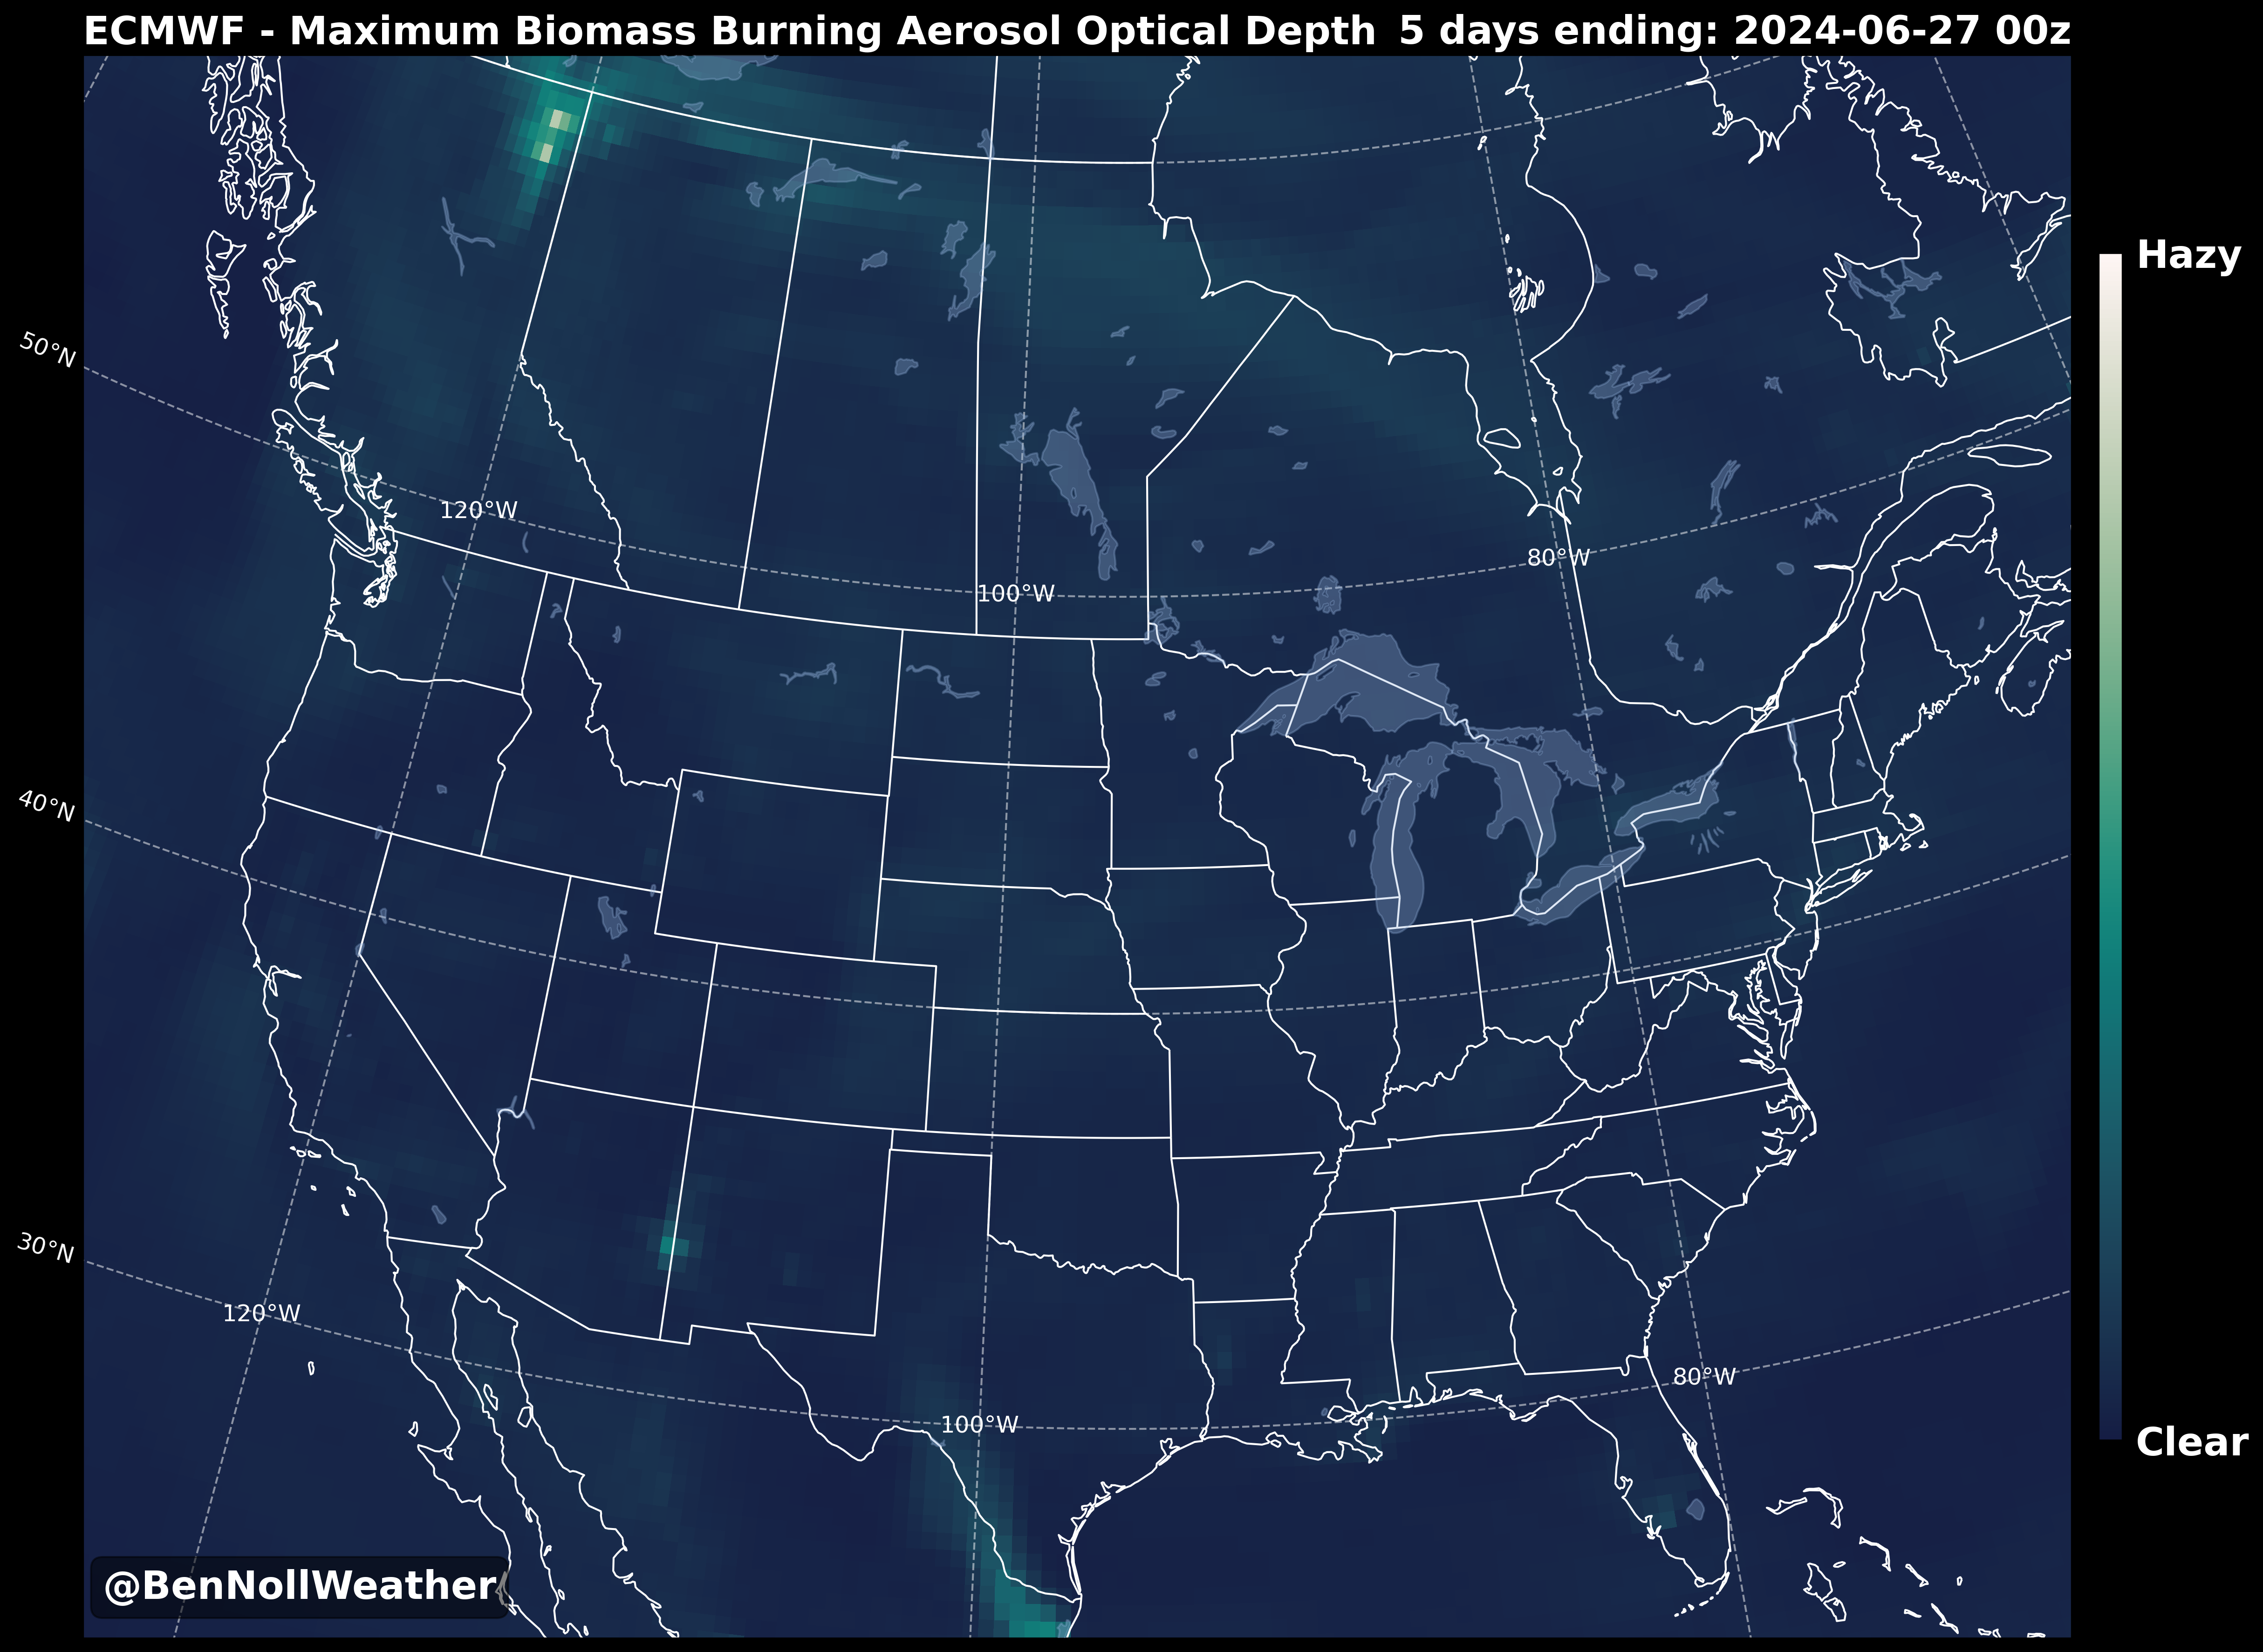 ECMWF - Maximum Biomass Burning Aerosol Optical Depth 5 days ending: 2024-06-27 00z
Hazy
50°N
120°W
80°W
100°W
40°N
30°N
120°W
80°W
100°W
Clear
@BenNollWeather